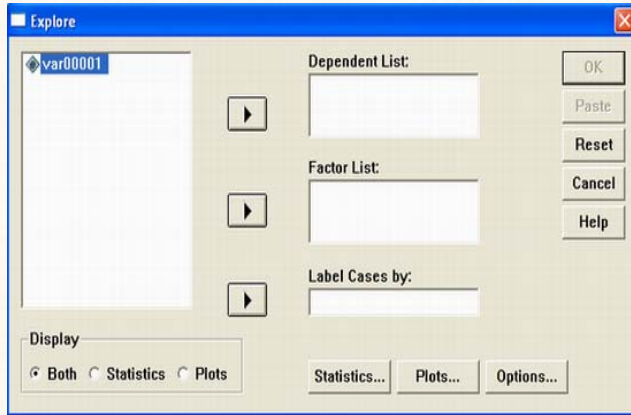 Explore
var00001
Dependent List:
Factor List:
Label Cases by:
OK
Paste
Reset
Cancel
Help
Display
Both Statistics Plots
Statistics... Plots... Options...